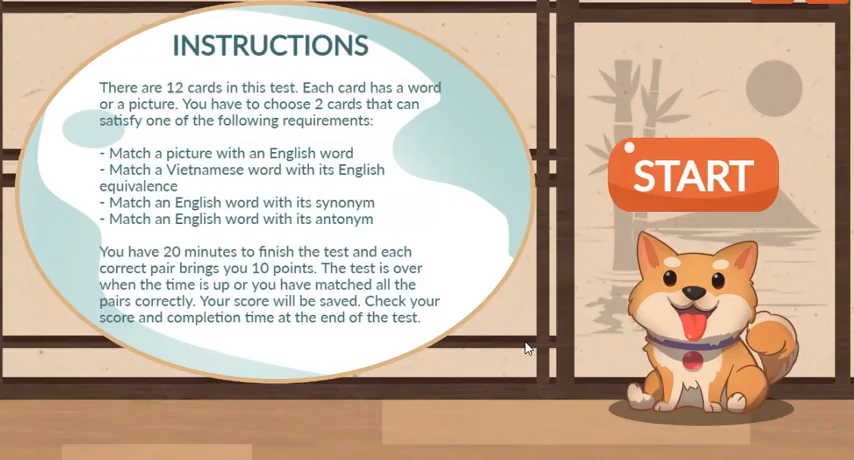 INSTRUCTIONS
There are 12 cards in this test. Each card has a word
or a picture. You have to choose 2 cards that can
satisfy one of the following requirements:
- Match a picture with an English word
- Match a Vietnamese word with its English
equivalence
- Match an English word with its synonym
- Match an English word with its antonym
You have 20 minutes to finish the test and each
correct pair brings you 10 points. The test is over
when the time is up or you have matched all the
pairs correctly. Your score will be saved. Check your
score and completion time at the end of the test.
START